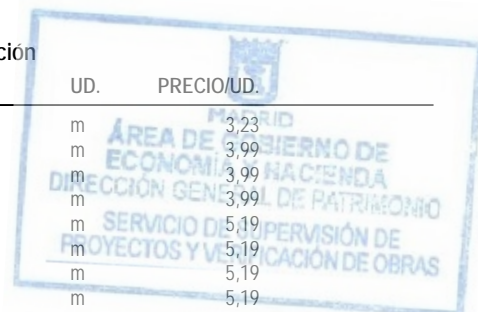 ción
UD. PRECIO/UD.
MADRID
m 3,23
ÁREA DE GOBIERNO DE
m 3,99
ECONOMÍA Y HACIENDA
m 3,99
DIRECCIÓN GENERAL DE PATRIMONIO
m 3,99
SERVICIO DE SUPERVISIÓN DE
m 5,19
PROYECTOS Y VERIFICACIÓN DE OBRAS
m 5,19
m 5,19
m 5,19